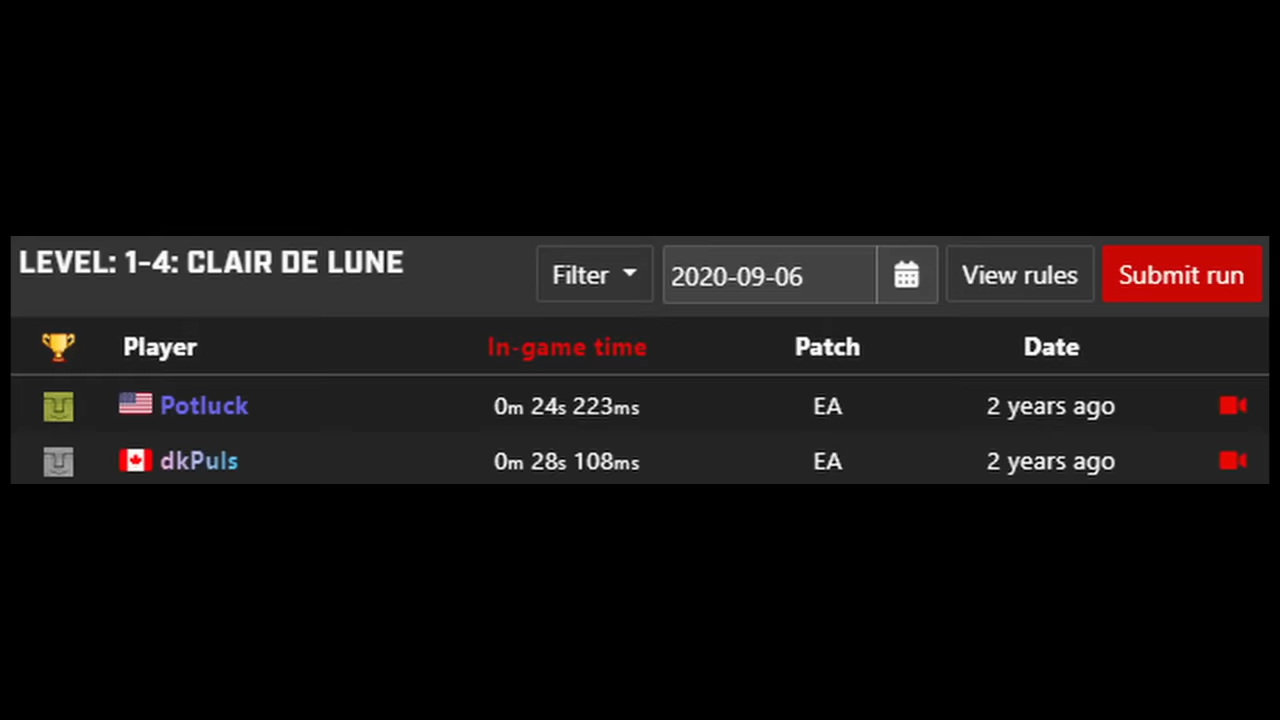 LEVEL: 1-4: CLAIR DE LUNE Filter 2020-09-06 View rules Submit run
Player In-game time Patch Date
Potluck 0m 24s 223ms EA 2 years ago
dkPuls 0m 28s 108ms EA 2 years ago